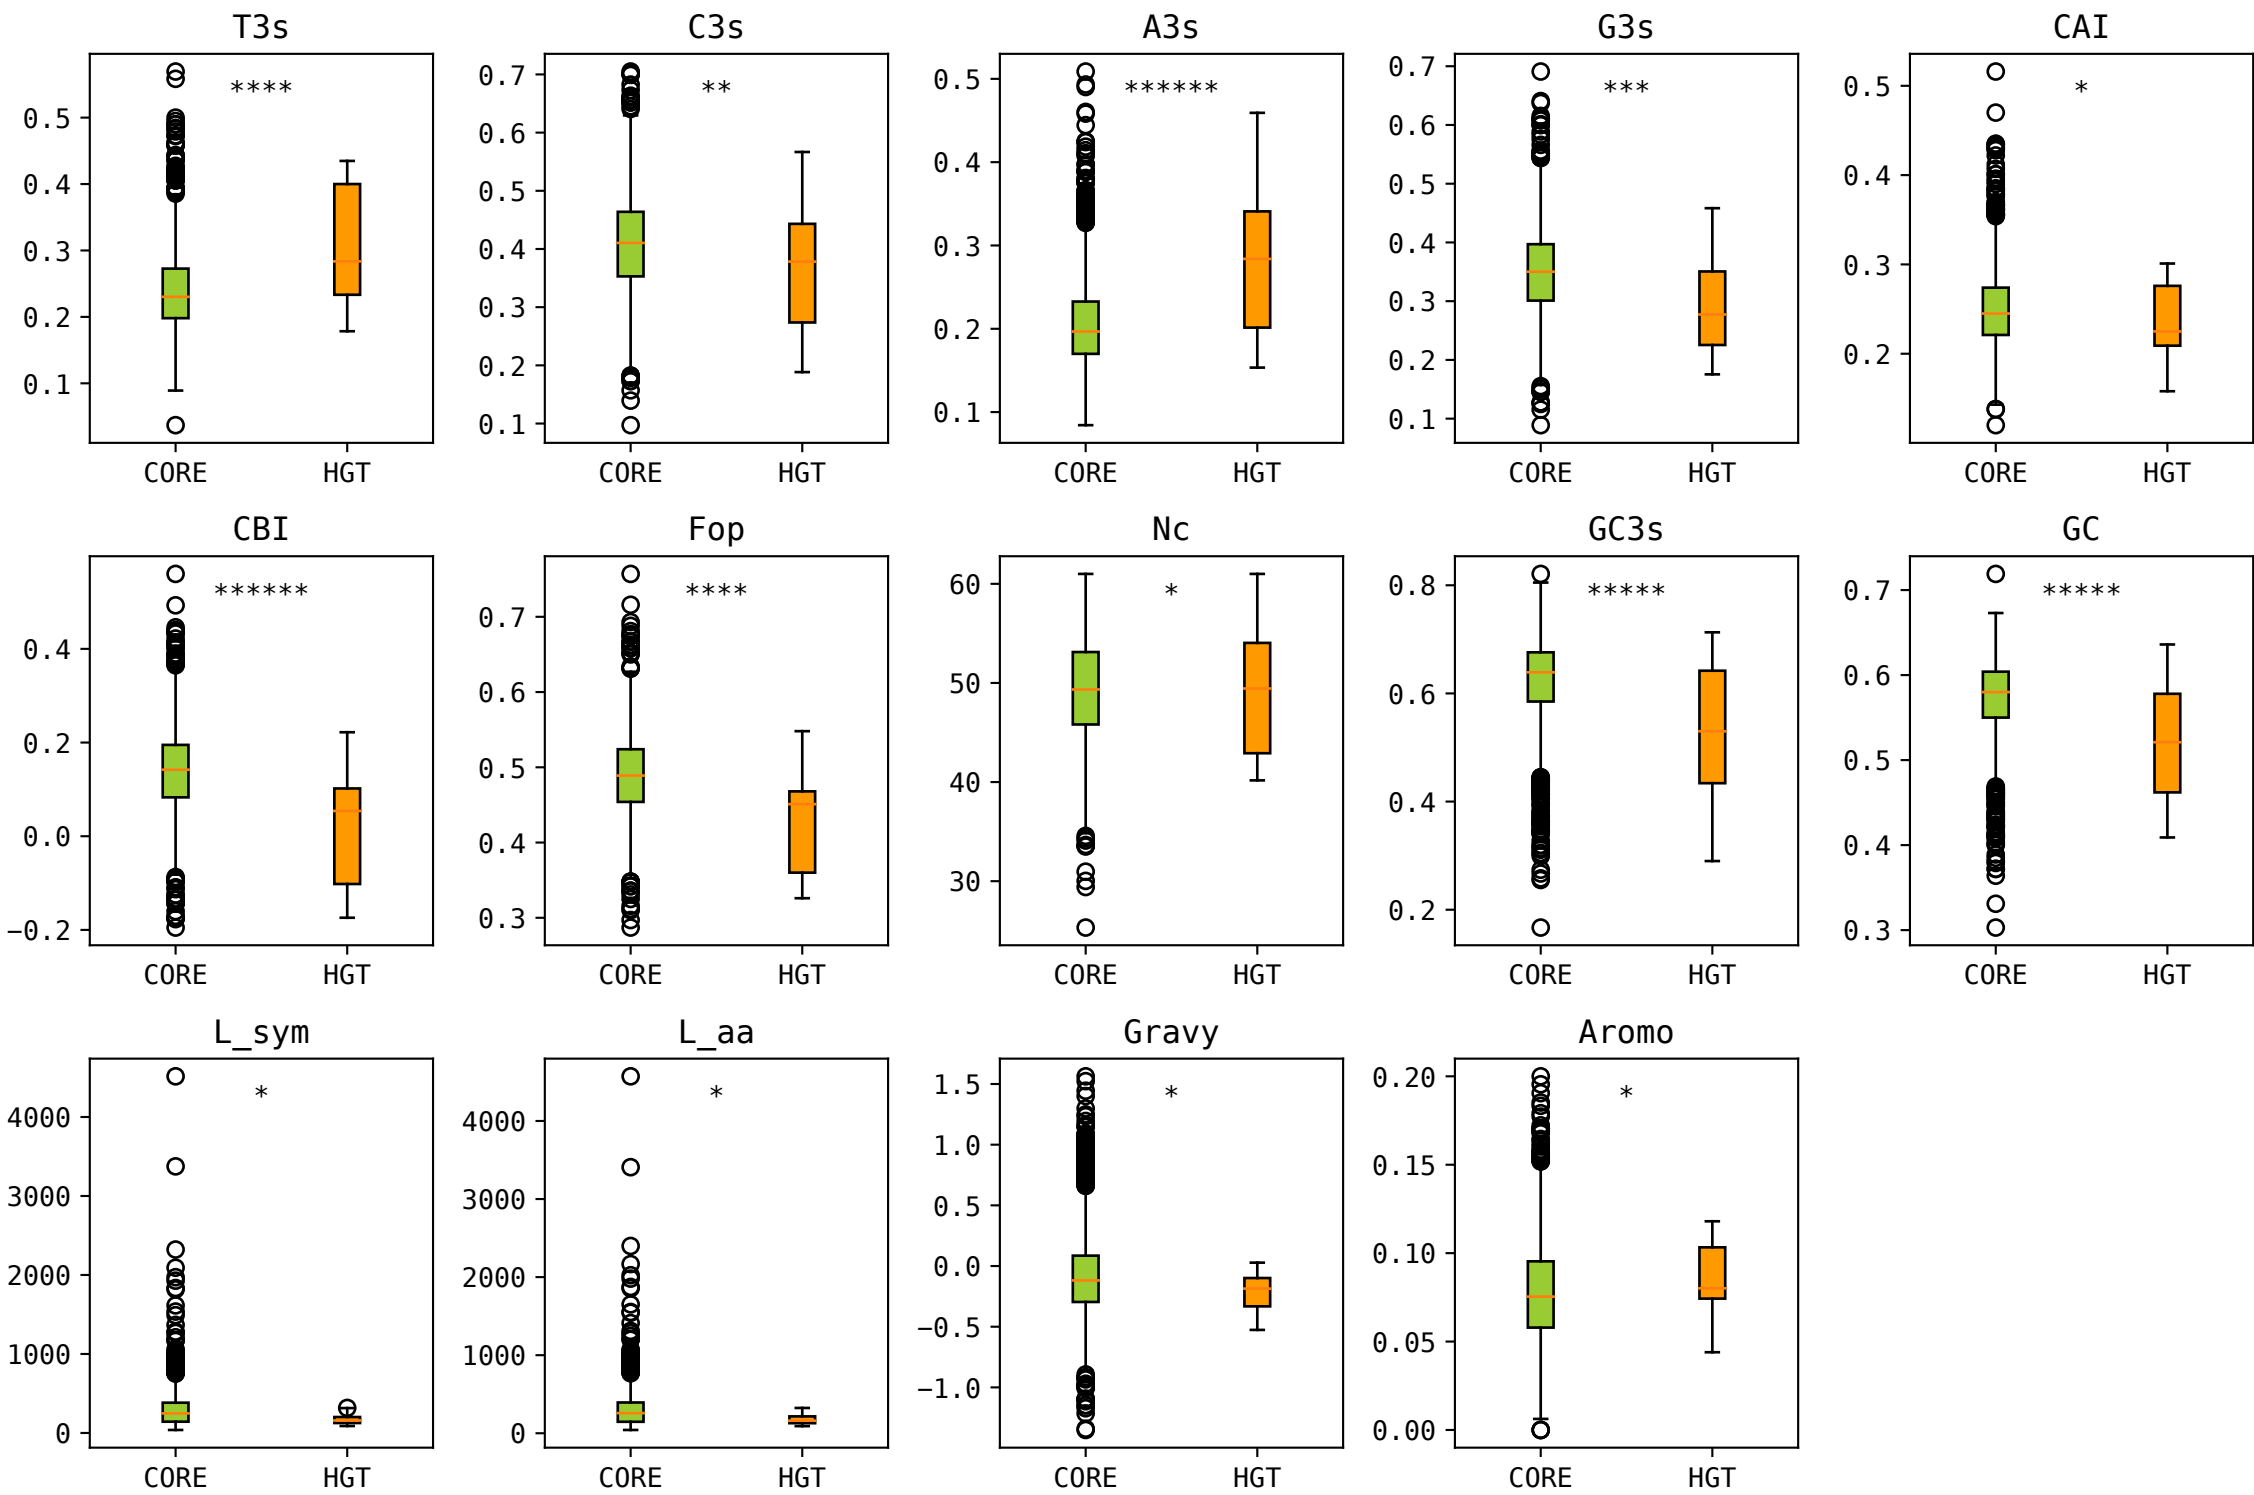 T3s C3s A3s G3s CAI
**** ** ****** *** *
0.5 0.4 0.3 0.2 0.1
0.7 0.6 0.5 0.4 0.3 0.2 0.1
0.5 0.4 0.3 0.2 0.1
0.7 0.6 0.5 0.4 0.3 0.2 0.1
0.5 0.4 0.3 0.2
CORE HGT CORE HGT CORE HGT CORE HGT CORE HGT
CBI Fop Nc GC3s GC
****** **** * ***** *****
0.4 0.2 0.0 −0.2
0.7 0.6 0.5 0.4 0.3
60 50 40 30
0.8 0.6 0.4 0.2
0.7 0.6 0.5 0.4 0.3
CORE HGT CORE HGT CORE HGT CORE HGT CORE HGT
L_sym L_aa Gravy Aromo
* * * *
4000 3000 2000 1000 0
4000 3000 2000 1000 0
1.5 1.0 0.5 0.0 −0.5 −1.0
0.20 0.15 0.10 0.05 0.00
CORE HGT CORE HGT CORE HGT CORE HGT